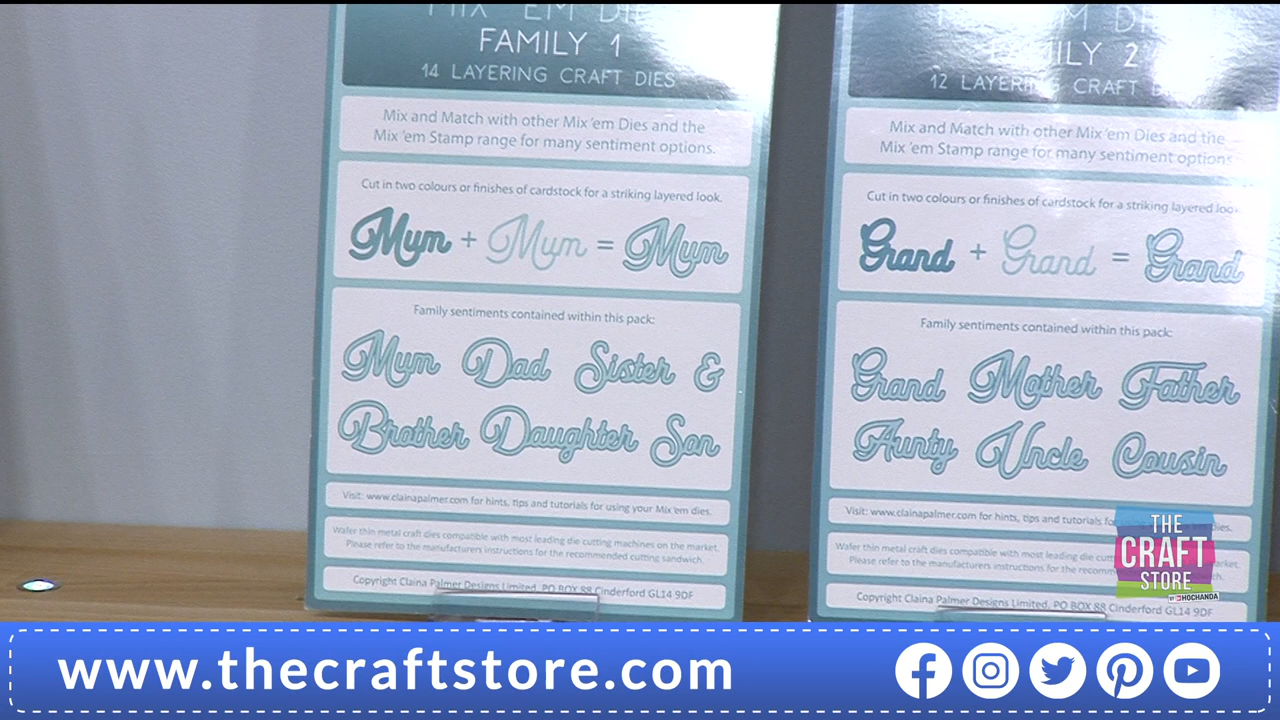 MIX 'EM DIES
FAMILY 1
14 LAYERING CRAFT DIES
Mix and Match with other Mix 'em Dies and the
Mix 'em Stamp range for many sentiment options.
Cut in two colours or finishes of cardstock for a striking layered look.
Mum + Mum = Mum
Family sentiments contained within this pack:
Mum Dad Sister &
Brother Daughter Son
Visit: www.clainapalmer.com for hints, tips and tutorials for using your Mix 'em dies.
Wafer thin metal craft dies compatible with most leading die cutting machines on the market.
Please refer to the manufacturers instructions for the recommended cutting sandwich.
Copyright Claina Palmer Designs Limited, PO BOX 88 Cinderford GL14 9DF
FAMILY 2
12 LAYERING CRAFT
Mix and Match with other Mix 'em Dies and the
Mix 'em Stamp range for many sentiment options
Cut in two colours or finishes of cardstock for a striking layered look.
Grand + Grand = Grand
Family sentiments contained within this pack:
Grand Mother Father
Aunty Uncle Cousin
Visit: www.clainapalmer.com for hints, tips and tutorials dies.
Wafer thin metal craft dies compatible with most leading die market.
Please refer to the manufacturers instructions for the
Copyright Claina Palmer Designs Limited, PO BOX 88 Cinderford GL14 9DF
THE
CRAFT
STORE
BY HOCHANDA
www.thecraftstore.com